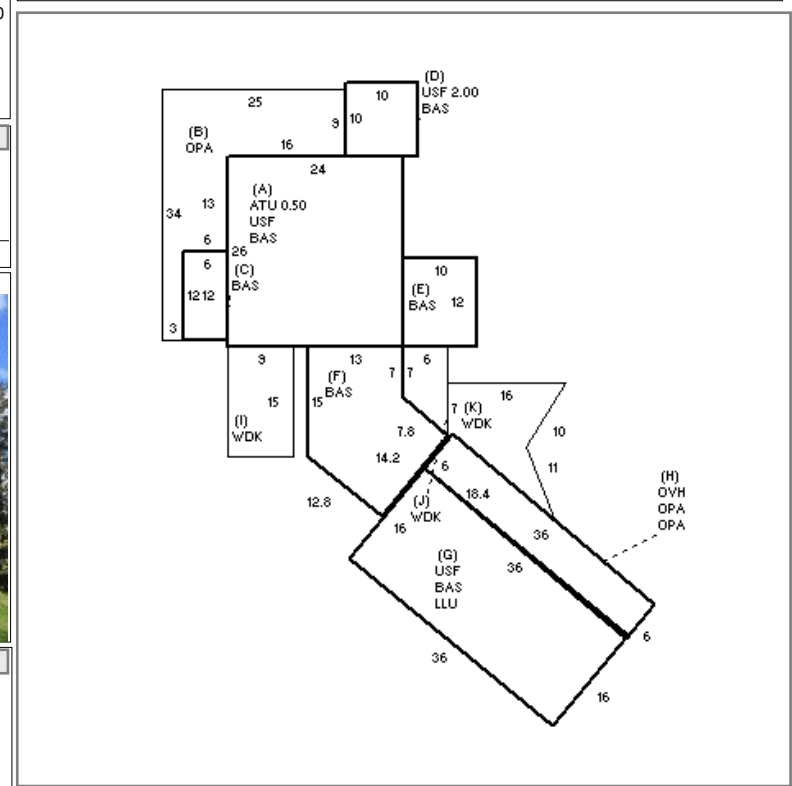 (D)
USF 2.00
BAS
10
25
9
10
(B)
OPA
16
24
(A)
ATU 0.50
USF
BAS
13
34
6
26
6
(C)
BAS
10
(E)
BAS
12
12
12
3
9
13
6
7
7
(F)
BAS
15
15
16
(I)
WDK
7
(K)
WDK
10
7.8
14.2
11
6
18.4
(H)
OVH
OPA
OPA
12.8
(J)
WDK
16
36
(G)
USF
BAS
LLU
36
6
36
16